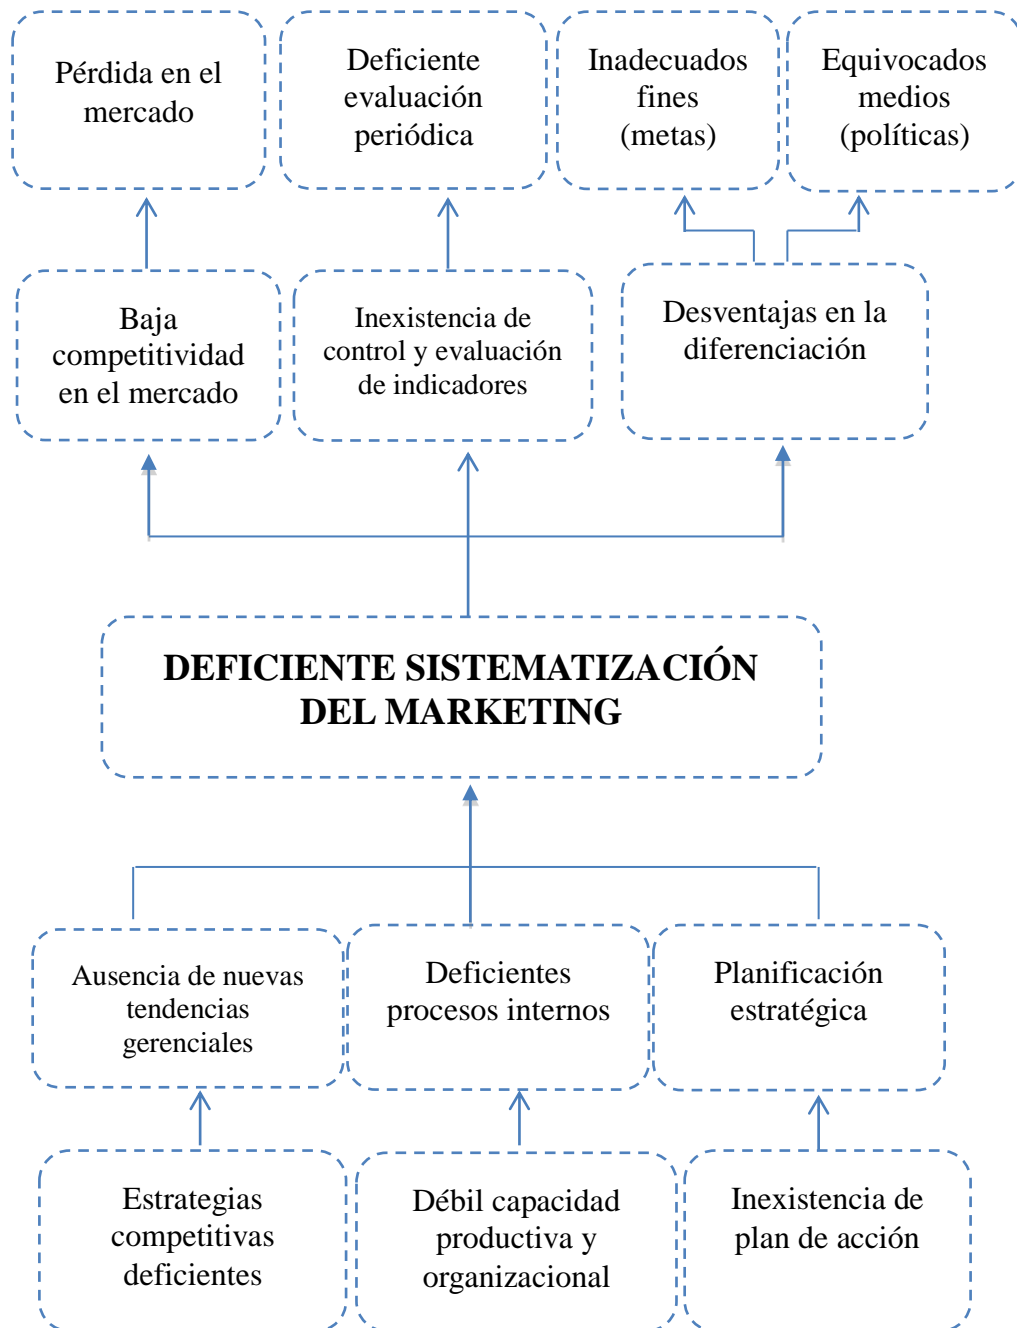 Pérdida en el
mercado
Deficiente
evaluación
periódica
Inadecuados
fines
(metas)
Equivocados
medios
(políticas)
Baja
competitividad
en el mercado
Inexistencia de
control y evaluación
de indicadores
Desventajas en la
diferenciación
DEFICIENTE SISTEMATIZACIÓN
DEL MARKETING
Ausencia de nuevas
tendencias
gerenciales
Deficientes
procesos internos
Planificación
estratégica
Estrategias
competitivas
deficientes
Débil capacidad
productiva y
organizacional
Inexistencia de
plan de acción